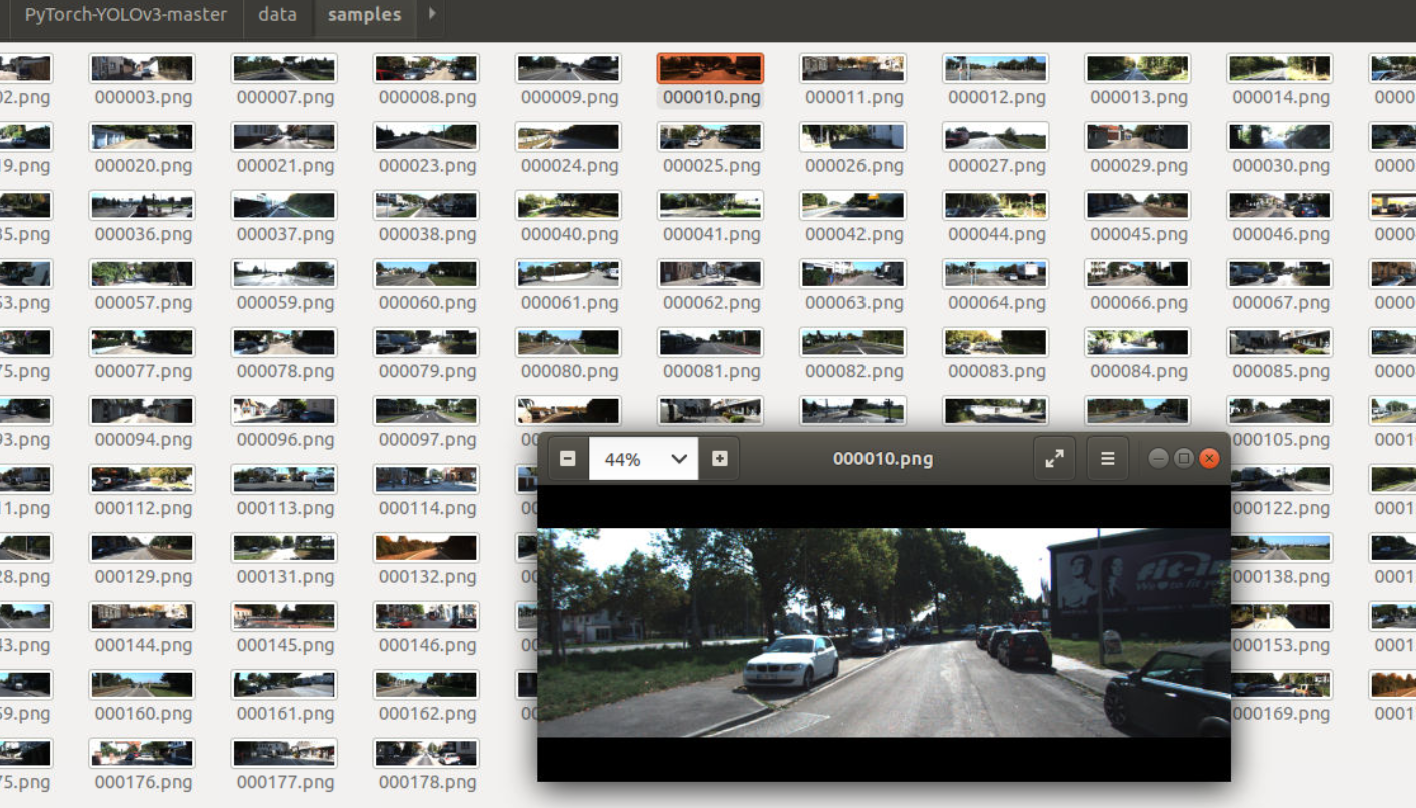 PyTorch-YOLOv3-master data samples
02.png 000003.png 000007.png 000008.png 000009.png 000010.png 000011.png 000012.png 000013.png 000014.png 0000
19.png 000020.png 000021.png 000023.png 000024.png 000025.png 000026.png 000027.png 000029.png 000030.png 0000
35.png 000036.png 000037.png 000038.png 000040.png 000041.png 000042.png 000044.png 000045.png 000046.png 0000
53.png 000057.png 000059.png 000060.png 000061.png 000062.png 000063.png 000064.png 000066.png 000067.png 0000
75.png 000077.png 000078.png 000079.png 000080.png 000081.png 000082.png 000083.png 000084.png 000085.png 0000
93.png 000094.png 000096.png 000097.png 00 000105.png 0001
44% 000010.png
11.png 000112.png 000113.png 000114.png 00 000122.png 0001
28.png 000129.png 000131.png 000132.png 00 000138.png 0001
fit-in
We ♥ to fit
43.png 000144.png 000145.png 000146.png 00 000153.png 0001
59.png 000160.png 000161.png 000162.png 00 000169.png 0001
75.png 000176.png 000177.png 000178.png